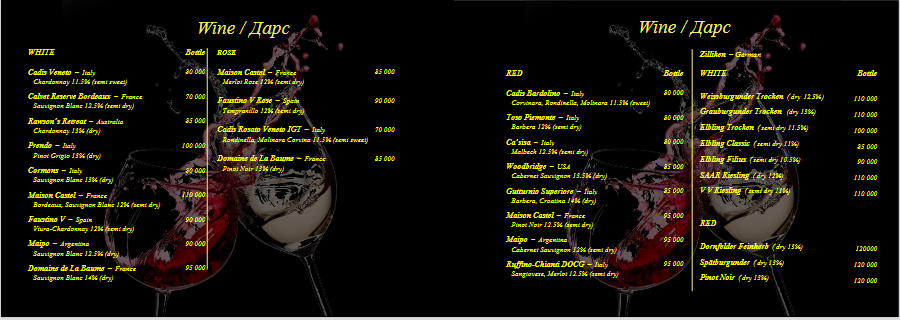 Wine / Дарс
WHITE Bottle
Cadis Veneto – Italy 80 000
Chardonnay 11.5% (semi sweet)
Calvet Reserve Bordeaux – France 70 000
Sauvignon Blanc 12.5% (semi dry)
Rawson's Retreat – Australia 85 000
Chardonnay 13% (dry)
Prendo – Italy 100 000
Pinot Grigio 13% (dry)
Cormons – Italy 80 000
Sauvignon Blanc 13% (dry)
Maison Castel – France 110 000
Bordeaux, Sauvignon Blanc 12% (semi dry)
Faustino V – Spain 90 000
Viura-Chardonnay 12% (semi dry)
Maipo – Argentina 90 000
Sauvignon Blanc 12.5% (semi dry)
Domaine de La Baume – France 95 000
Sauvignon Blanc 14% (dry)
ROSE
Maison Castel – France 85 000
Merlot Rose 12% (semi dry)
Faustino V Rose – Spain 90 000
Tempranillo 12% (semi dry)
Cadis Rosato Veneto IGT – Italy 70 000
Rondinella, Molinara Corvina 11.5% (semi sweet)
Domaine de La Baume – France 85 000
Pinot Noir 13% (dry)
Wine / Дарс
RED Bottle
Cadis Bardolino – Italy 80 000
Corvinara, Rondinella, Molinara 11.5% (semi sweet)
Toso Piemonte – Italy 80 000
Barbera 12% (semi dry)
Ca'sisa – Italy
Malbech 12.5% (semi dry)
Woodbridge – USA 85 000
Cabernet Sauvignon 13.5% (semi dry)
Gutturnio Superiore – Italy 85 000
Barbera, Croatina 14% (dry)
Maison Castel – France 95 000
Pinot Noir 12.5% (semi dry)
Maipo – Argentina 95 000
Cabernet Sauvignon 12% (semi dry)
Ruffino-Chianti DOCG – Italy 95 000
Sangiovese, Merlot 12.5% (semi dry)
Zilliken – German
WHITE Bottle
Weissburgunder Trocken (dry 12.5%) 110 000
Grauburgunder Trocken (dry 13%) 110 000
Elbling Trocken (semi dry 11.5%) 100 000
Elbling Classic (semi dry 11%) 85 000
Elbling Filius (semi dry 10.5%) 90 000
SAAR Riesling (dry 12%) 110 000
V V Riesling (semi dry 11%) 110 000
RED
Dornfelder Feinherb (dry 13%) 120000
Spätburgunder (dry 13%) 120 000
Pinot Noir (dry 13%) 120 000